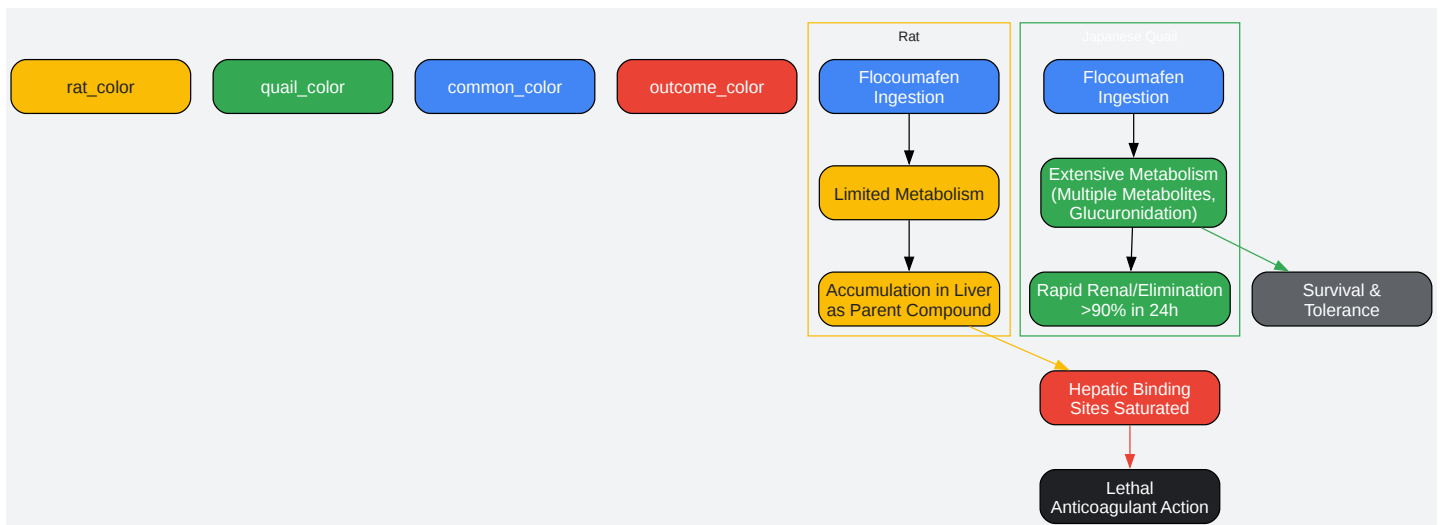 rat_color
quail_color
common_color
outcome_color
Rat
Flocoumafen
Ingestion
Limited Metabolism
Accumulation in Liver
as Parent Compound
Japanese Quail
Flocoumafen
Ingestion
Extensive Metabolism
(Multiple Metabolites,
Glucuronidation)
Rapid Renal/Elimination
>90% in 24h
Survival &
Tolerance
Hepatic Binding
Sites Saturated
Lethal
Anticoagulant Action